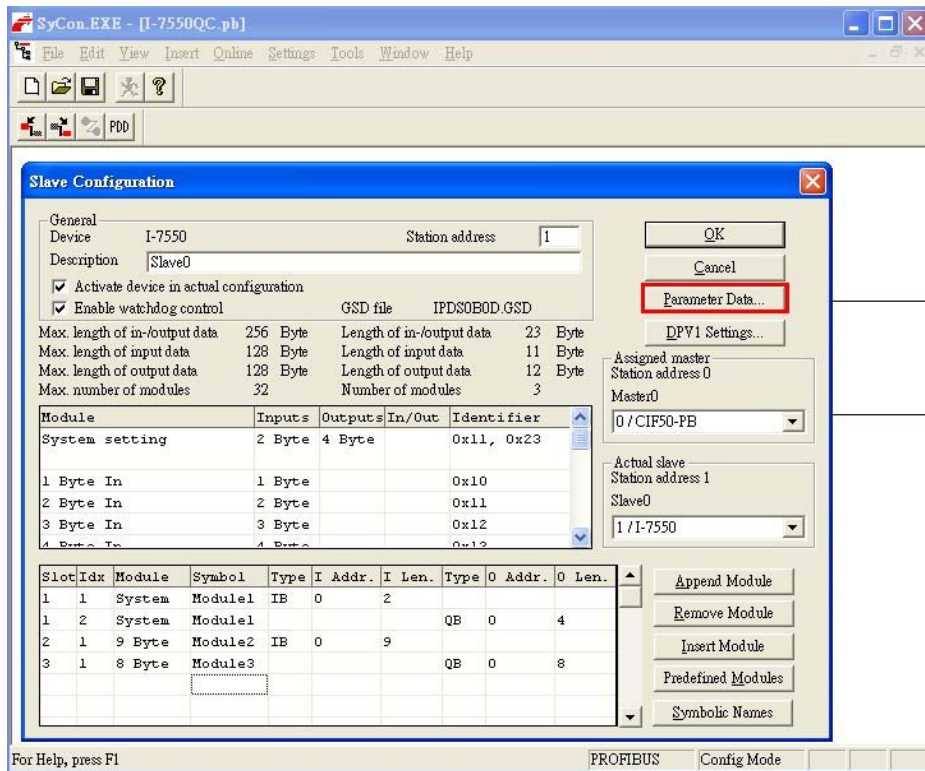 SyCon.EXE - [I-7550QC.pb]
File Edit View Insert Online Settings Tools Window Help
PDD
Slave Configuration
General
Device I-7550 Station address 1
Description Slave0
Activate device in actual configuration
Enable watchdog control GSD file IPDS0B0D.GSD
Max. length of in-/output data 256 Byte Length of in-/output data 23 Byte
Max. length of input data 128 Byte Length of input data 11 Byte
Max. length of output data 128 Byte Length of output data 12 Byte
Max. number of modules 32 Number of modules 3
OK
Cancel
Parameter Data...
DPV1 Settings...
Assigned master
Station address 0
Master0
0 / CIF50-PB
Actual slave
Station address 1
Slave0
1 / I-7550
Module Inputs Outputs In/Out Identifier
System setting 2 Byte 4 Byte 0x11, 0x23
1 Byte In 1 Byte 0x10
2 Byte In 2 Byte 0x11
3 Byte In 3 Byte 0x12
4 Byte In 4 Byte 0x13
Slot Idx Module Symbol Type I Addr. I Len. Type O Addr. O Len.
1 1 System Module1 IB 0 2
1 2 System Module1 QB 0 4
2 1 9 Byte Module2 IB 0 9
3 1 8 Byte Module3 QB 0 8
Append Module
Remove Module
Insert Module
Predefined Modules
Symbolic Names
For Help, press F1 PROFIBUS Config Mode